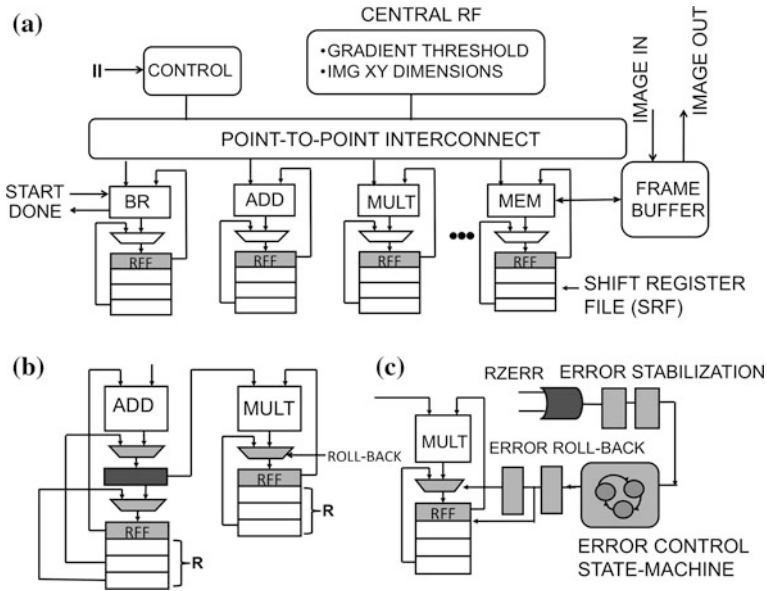 (a)
CENTRAL RF
•GRADIENT THRESHOLD
•IMG XY DIMENSIONS
II
CONTROL
IMAGE IN
IMAGE OUT
POINT-TO-POINT INTERCONNECT
START
DONE
BR
ADD
MULT
MEM
FRAME
BUFFER
RFF
RFF
RFF
RFF
•••
SHIFT REGISTER
FILE (SRF)
(b)
ADD
MULT
ROLL-BACK
RFF
R
RFF
R
(c)
RZERR
ERROR STABILIZATION
MULT
ERROR ROLL-BACK
RFF
ERROR CONTROL
STATE-MACHINE